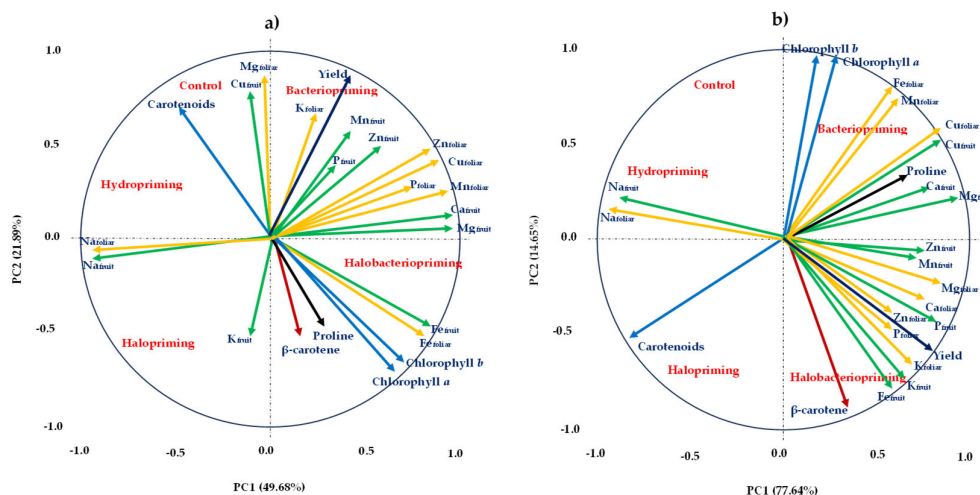 a)
1.0
0.5
0.0
-0.5
-1.0
PC2 (21.89%)
-1.0
-0.5
0.0
0.5
1.0
PC1 (49.68%)
Control
Mgfoliar
Cufruit
Carotenoids
Yield
Bacteriopriming
Kfoliar
Mnfruit
Znfruit
Pfruit
Znfoliar
Cufoliar
Pfoliar
Mnfoliar
Cafruit
Mgfruit
Hydropriming
Nafoliar
Nafruit
Halobacteriopriming
Halopriming
Kfruit
Proline
β-carotene
Fefruit
Fefoliar
Chlorophyll b
Chlorophyll a
b)
1.0
0.5
0.0
-0.5
-1.0
PC2 (14.65%)
-1.0
-0.5
0.0
0.5
1.0
PC1 (77.64%)
Chlorophyll b
Chlorophyll a
Control
Fefoliar
Mnfoliar
Bacteriopriming
Cufoliar
Cufruit
Hydropriming
Proline
Nafruit
Cafruit
Mg
Nafoliar
Znfruit
Mnfruit
Mgfoliar
Cafoliar
Znfoliar
Pfruit
Pfoliar
Carotenoids
Yield
Kfoliar
Halopriming
Halobacteriopriming
Kfruit
Fefruit
β-carotene